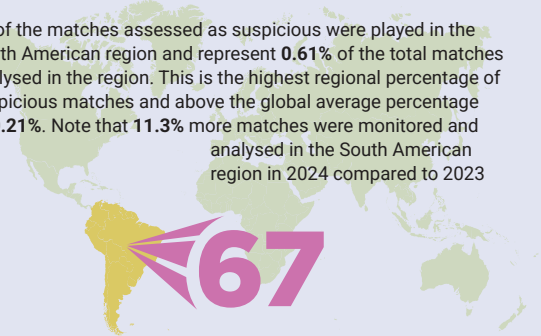 of the matches assessed as suspicious were played in the
th American region and represent 0.61% of the total matches
lysed in the region. This is the highest regional percentage of
picious matches and above the global average percentage
.21%. Note that 11.3% more matches were monitored and
analysed in the South American
region in 2024 compared to 2023
67